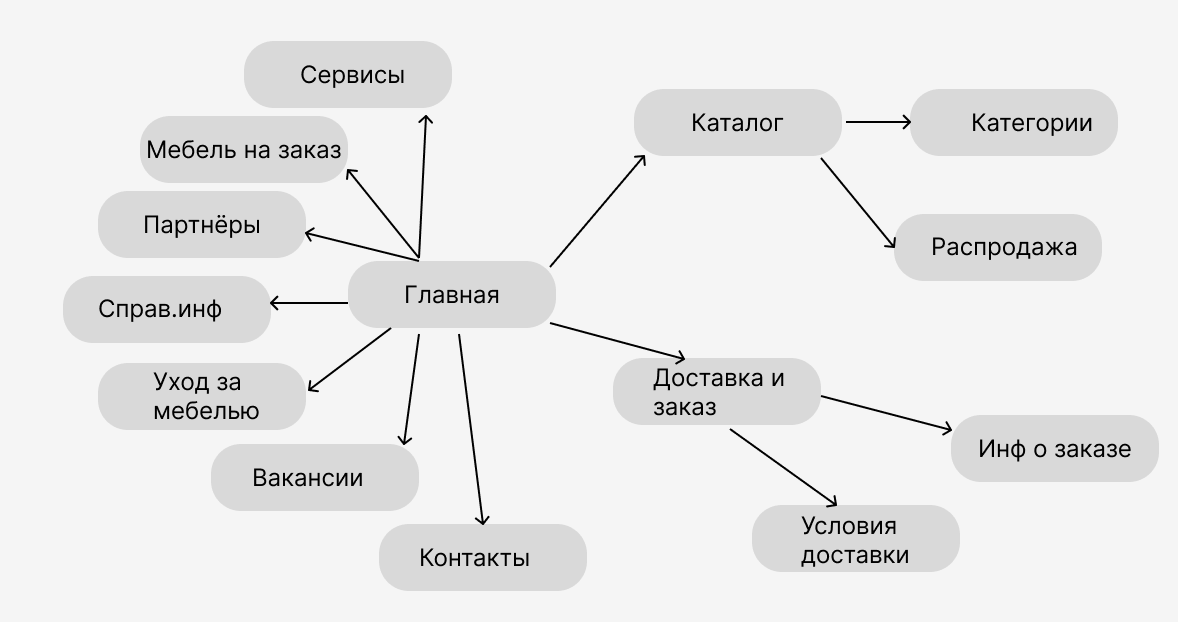 Сервисы
Каталог
Категории
Мебель на заказ
Партнёры
Распродажа
Главная
Справ.инф
Уход за
мебелью
Доставка и
заказ
Инф о заказе
Вакансии
Условия
доставки
Контакты